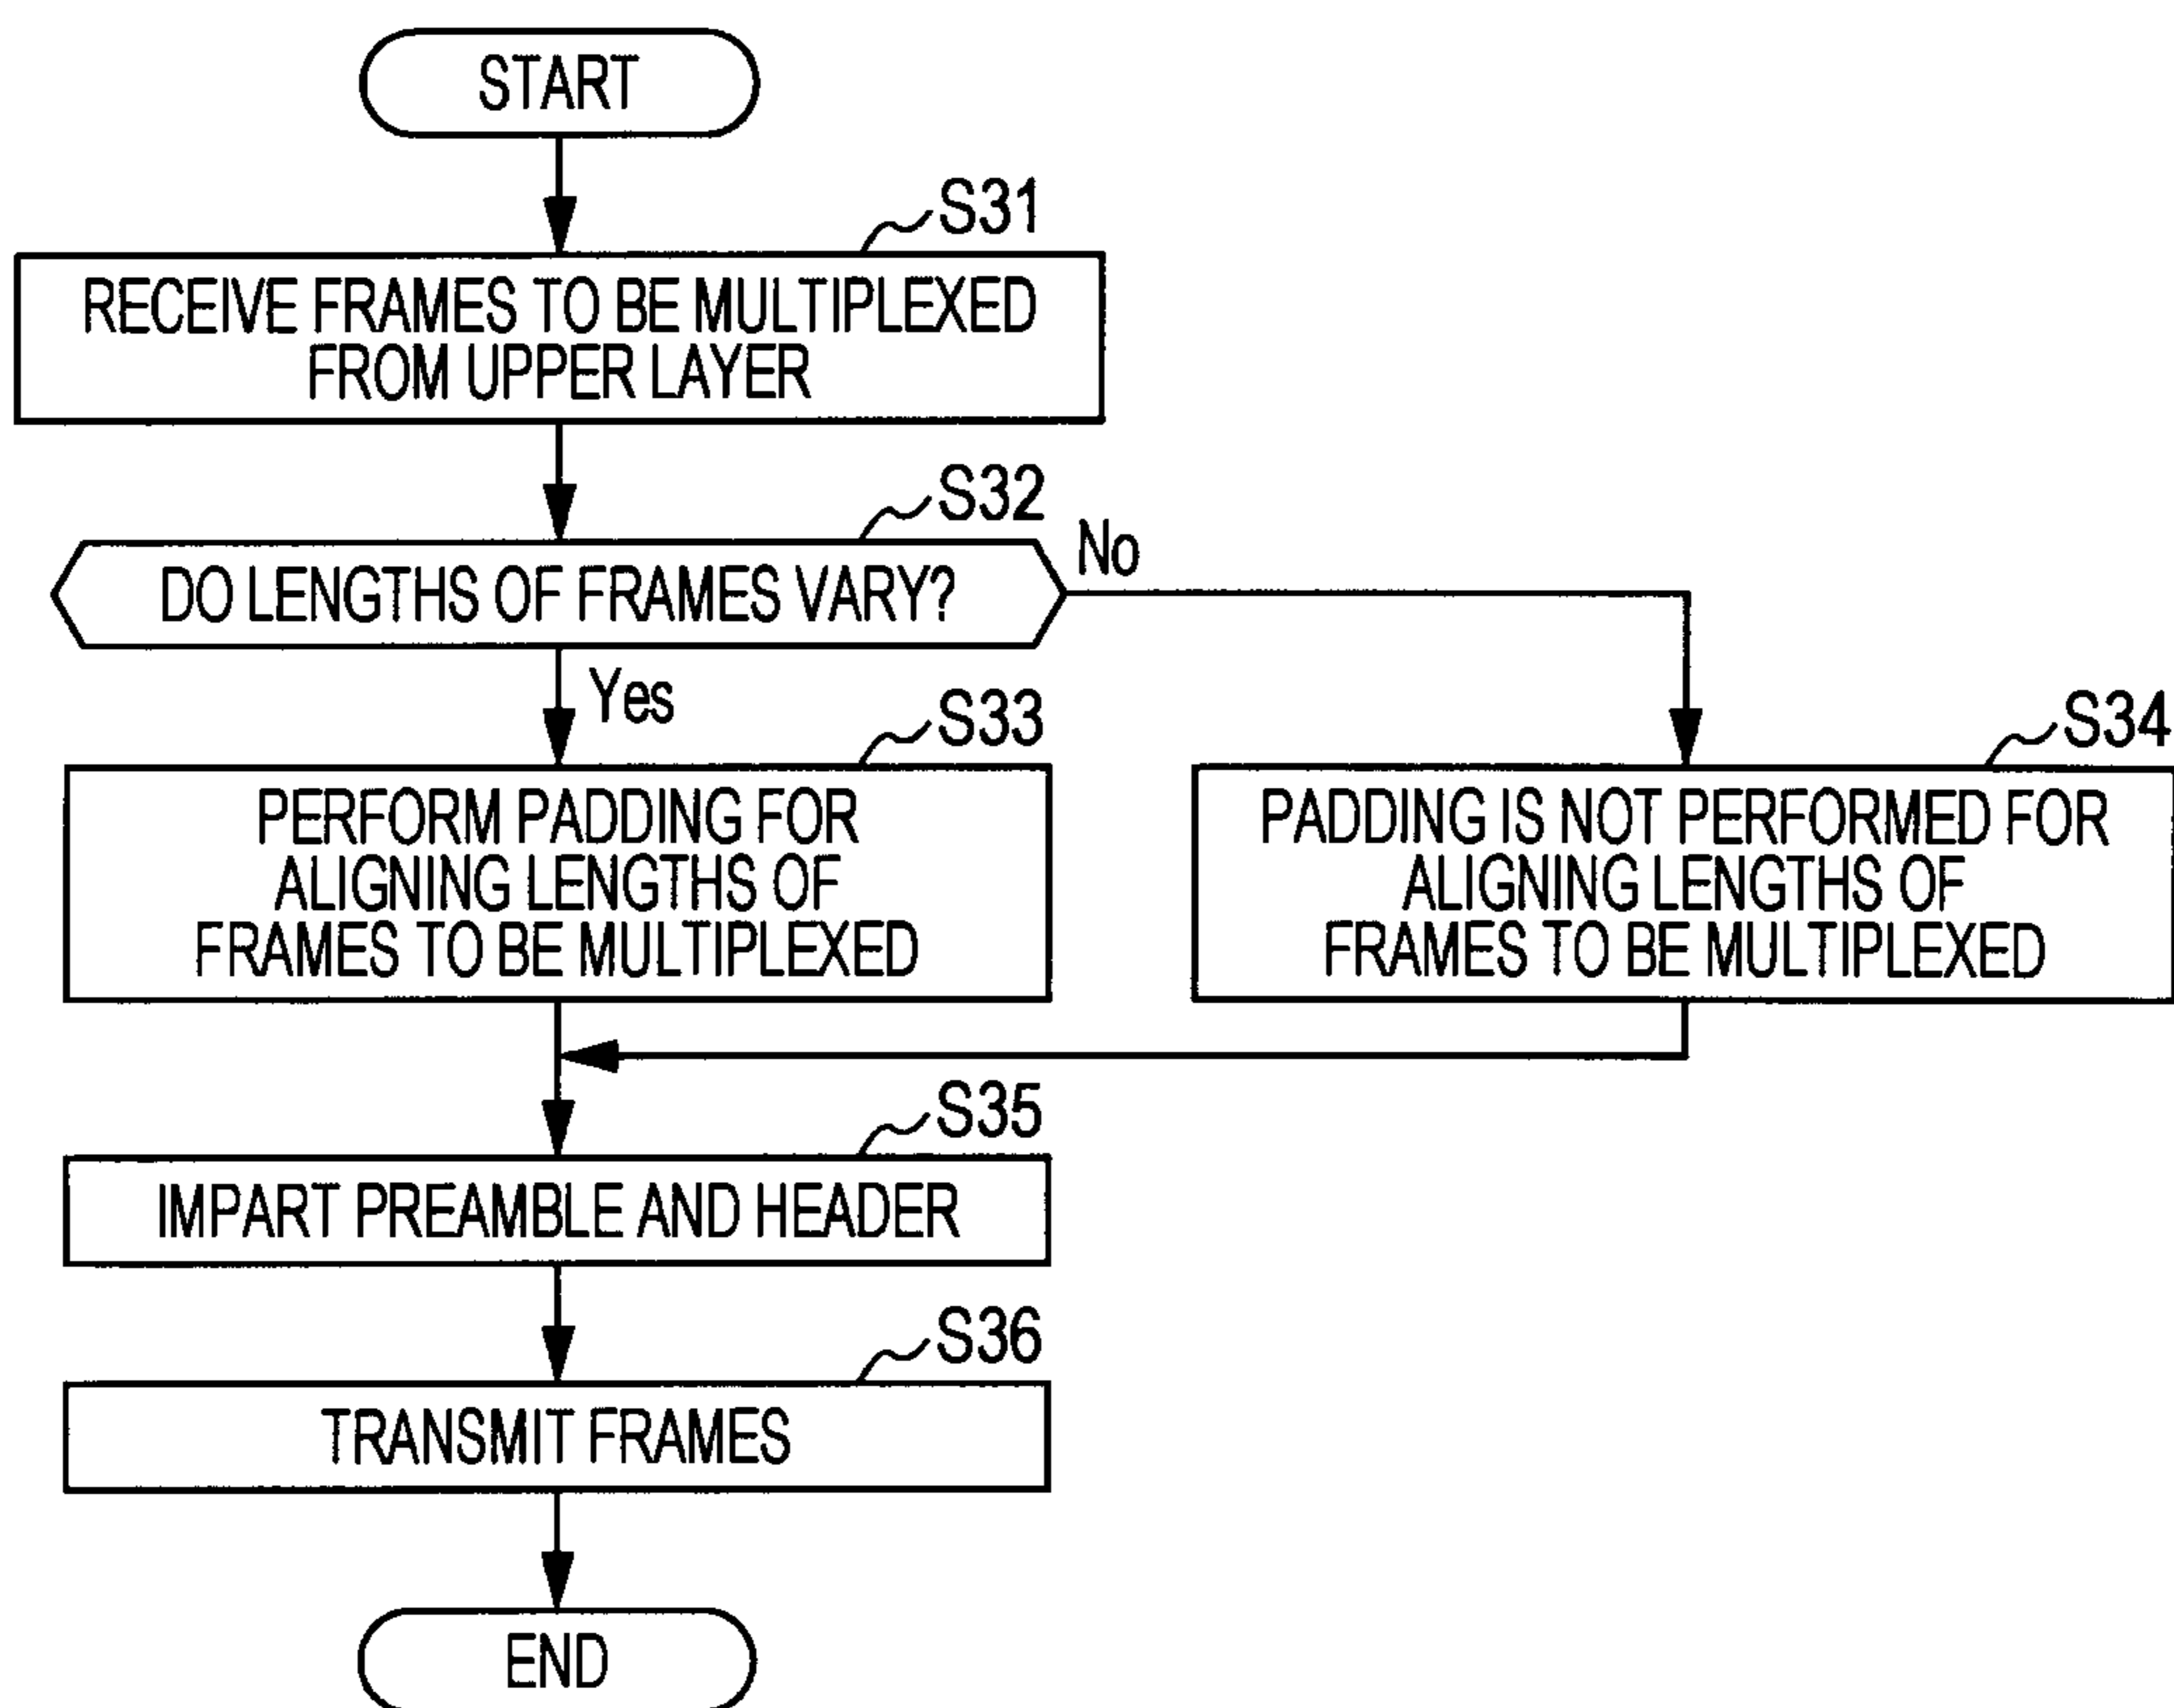 START
S31
RECEIVE FRAMES TO BE MULTIPLEXED
FROM UPPER LAYER
S32
DO LENGTHS OF FRAMES VARY?
No
Yes
S33
PERFORM PADDING FOR
ALIGNING LENGTHS OF
FRAMES TO BE MULTIPLEXED
S34
PADDING IS NOT PERFORMED FOR
ALIGNING LENGTHS OF
FRAMES TO BE MULTIPLEXED
S35
IMPART PREAMBLE AND HEADER
S36
TRANSMIT FRAMES
END